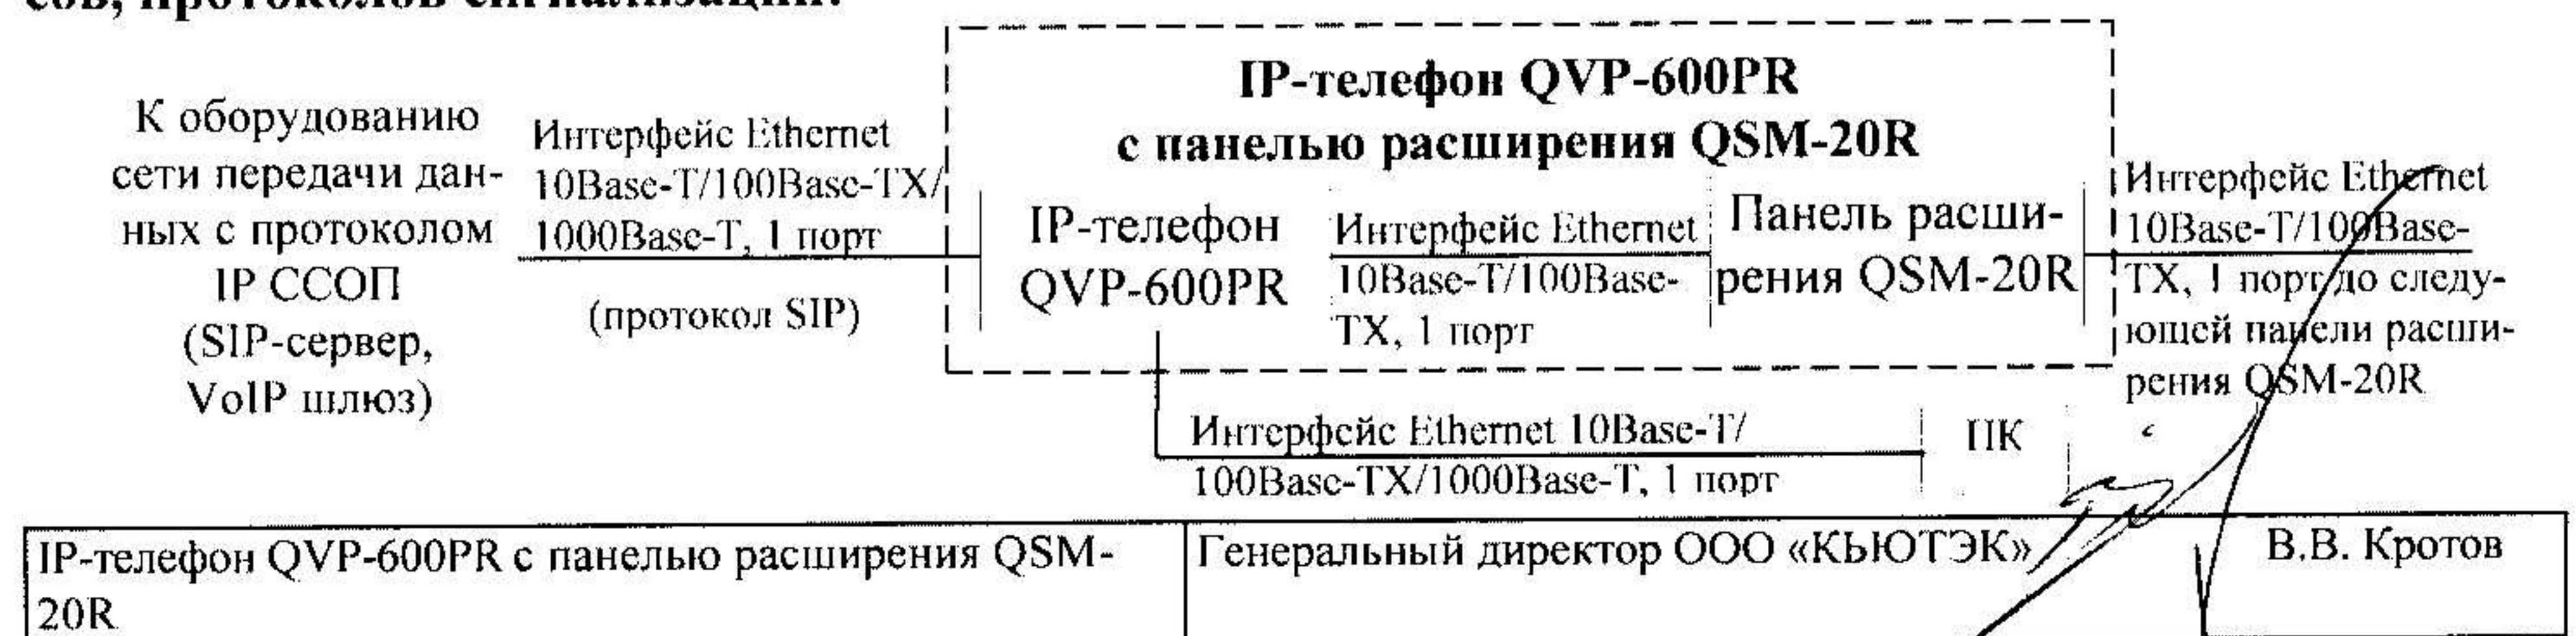 сов, протоколов сигнализации:
IP-телефон QVP-600PR
с панелью расширения QSM-20R
К оборудованию
сети передачи дан-
ных с протоколом
IP ССОП
(SIP-сервер,
VoIP шлюз)
Интерфейс Ethernet
10Base-T/100Base-TX/
1000Base-T, 1 порт
(протокол SIP)
IP-телефон
QVP-600PR
Интерфейс Ethernet
10Base-T/100Base-
TX, 1 порт
Панель расши-
рения QSM-20R
Интерфейс Ethernet
10Base-T/100Base-
TX, 1 порт до следу-
ющей панели расши-
рения QSM-20R
Интерфейс Ethernet 10Base-T/
100Base-TX/1000Base-T, 1 порт
ПК
IP-телефон QVP-600PR с панелью расширения QSM-
20R
Генеральный директор ООО «КЬЮТЭК»
В.В. Кротов